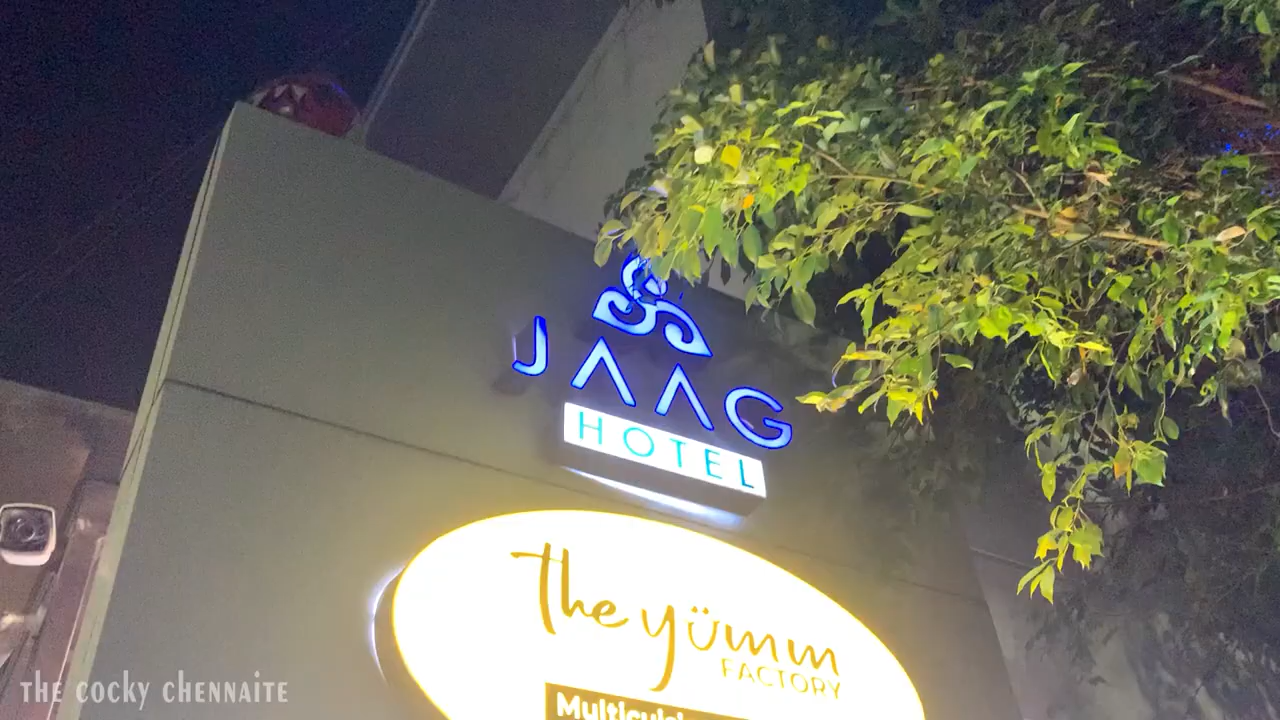 JAAG
HOTEL
the yümm
FACTORY
THE COCKY CHENNAITE